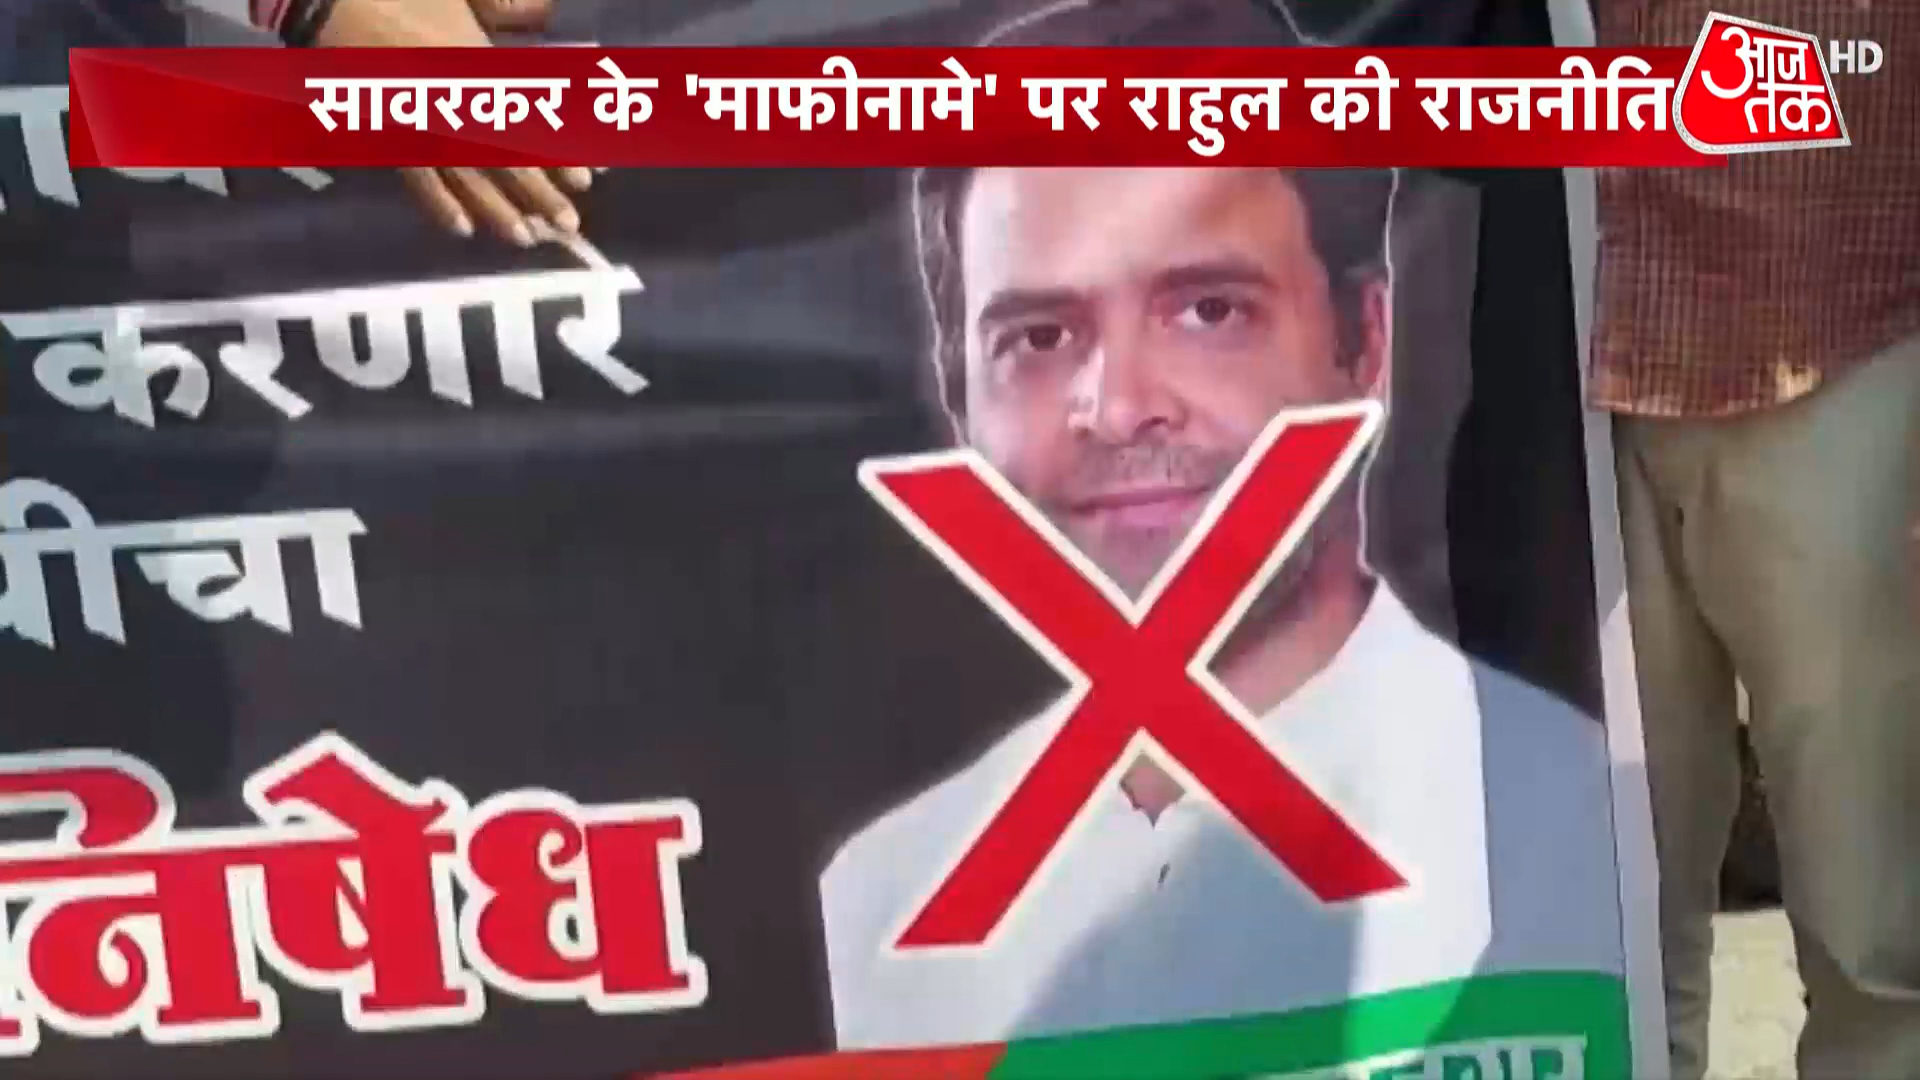 सावरकर के 'माफीनामे' पर राहुल की राजनीति
आज तक HD
करणारे
निषेध